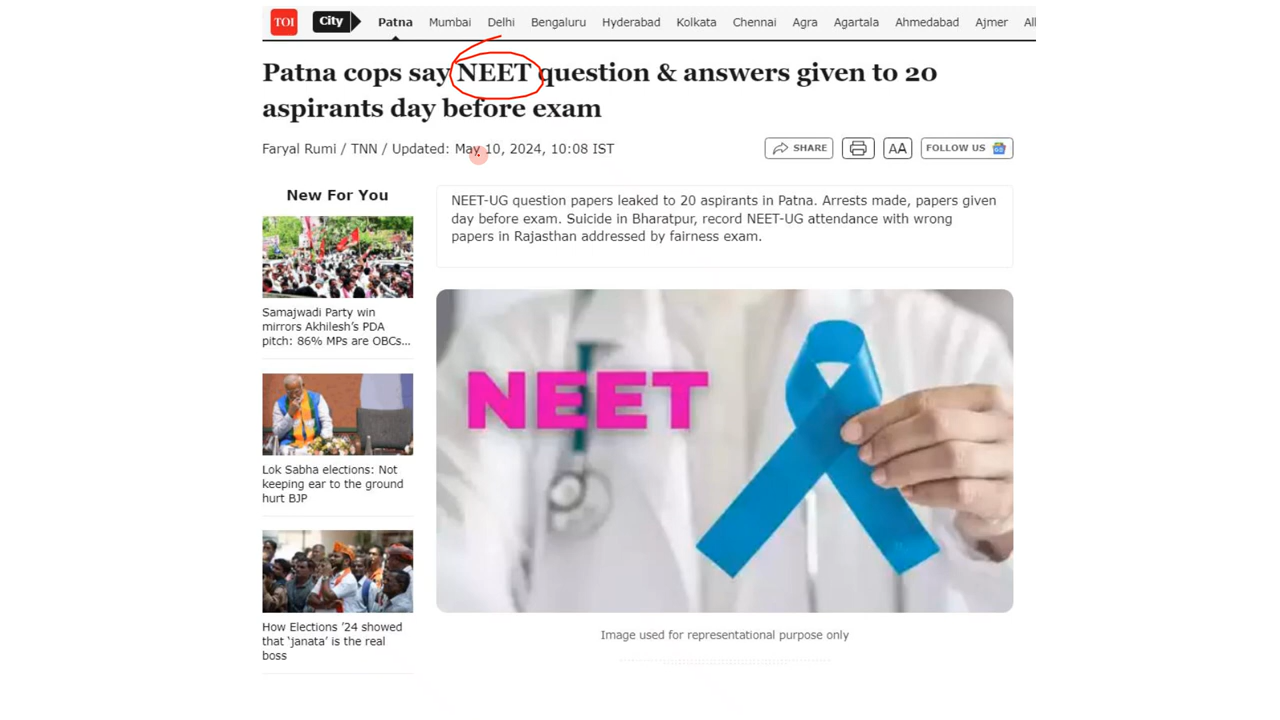 TOI City Patna Mumbai Delhi Bengaluru Hyderabad Kolkata Chennai Agra Agartala Ahmedabad Ajmer All
Patna cops say NEET question & answers given to 20
aspirants day before exam
Faryal Rumi / TNN / Updated: May 10, 2024, 10:08 IST
SHARE AA FOLLOW US
New For You
Samajwadi Party win
mirrors Akhilesh’s PDA
pitch: 86% MPs are OBCs...
Lok Sabha elections: Not
keeping ear to the ground
hurt BJP
How Elections ’24 showed
that ‘janata’ is the real
boss
NEET-UG question papers leaked to 20 aspirants in Patna. Arrests made, papers given
day before exam. Suicide in Bharatpur, record NEET-UG attendance with wrong
papers in Rajasthan addressed by fairness exam.
NEET
Image used for representational purpose only